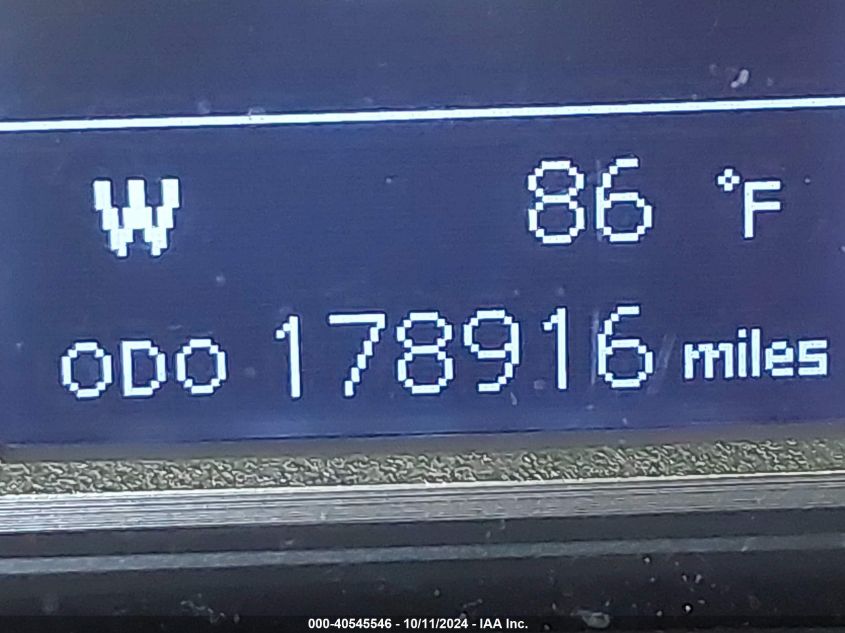 W 86 °F
ODO 178916 miles
000-40545546 - 10/11/2024 - IAA Inc.